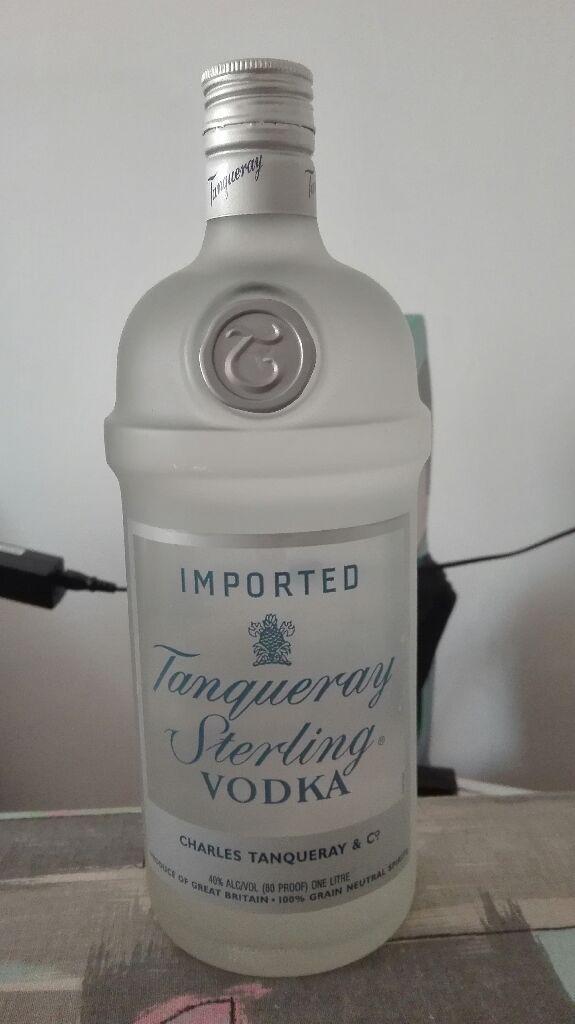 Tanqueray
IMPORTED
Tanqueray
Sterling®
VODKA
CHARLES TANQUERAY & Cº
40% ALC/VOL (80 PROOF) ONE LITRE
PRODUCE OF GREAT BRITAIN • 100% GRAIN NEUTRAL SPIRITS